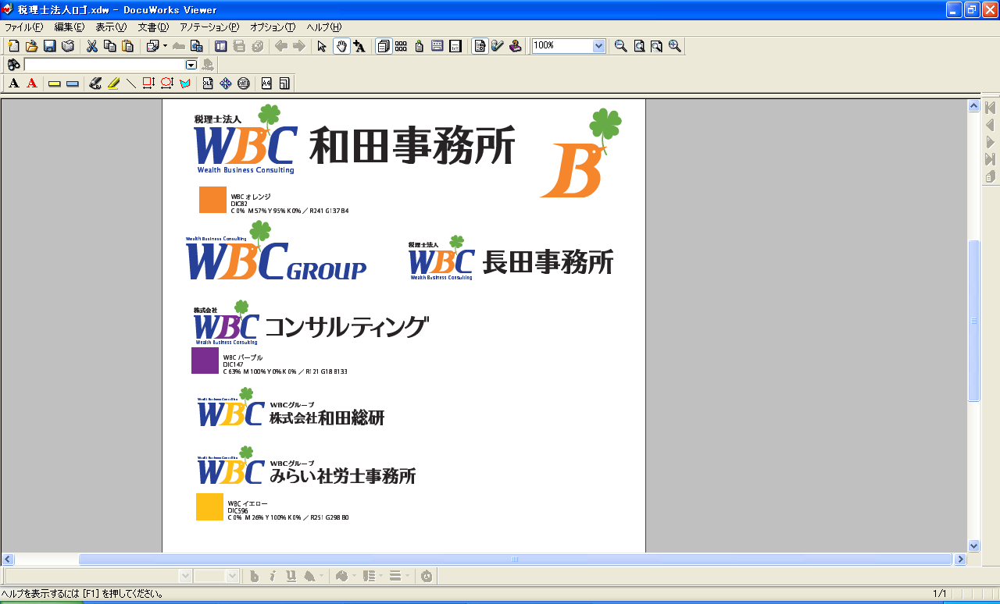 税理士法人ロゴ.xdw - DocuWorks Viewer
ファイル(F) 編集(E) 表示(V) 文書(D) アノテーション(P) オプション(T) ヘルプ(H)
100%
A A
A4
税理士法人
WBC 和田事務所
Wealth Business Consulting
B
WBC オレンジ
DIC82
C 0% M 57% Y 95% K 0% ／ R241 G137 B4
Wealth Business Consulting
WBC GROUP
税理士法人
WBC 長田事務所
Wealth Business Consulting
株式会社
WBC コンサルティング
Wealth Business Consulting
WBC パープル
DIC147
C 63% M 100% Y 0% K 0% ／ R121 G18 B133
Wealth Business Consulting
WBCグループ
WBC 株式会社和田総研
Wealth Business Consulting
WBCグループ
WBC みらい社労士事務所
WBC イエロー
DIC596
C 0% M 26% Y 100% K 0% ／ R251 G298 B0
b i u
ヘルプを表示するには [F1] を押してください。
1/1